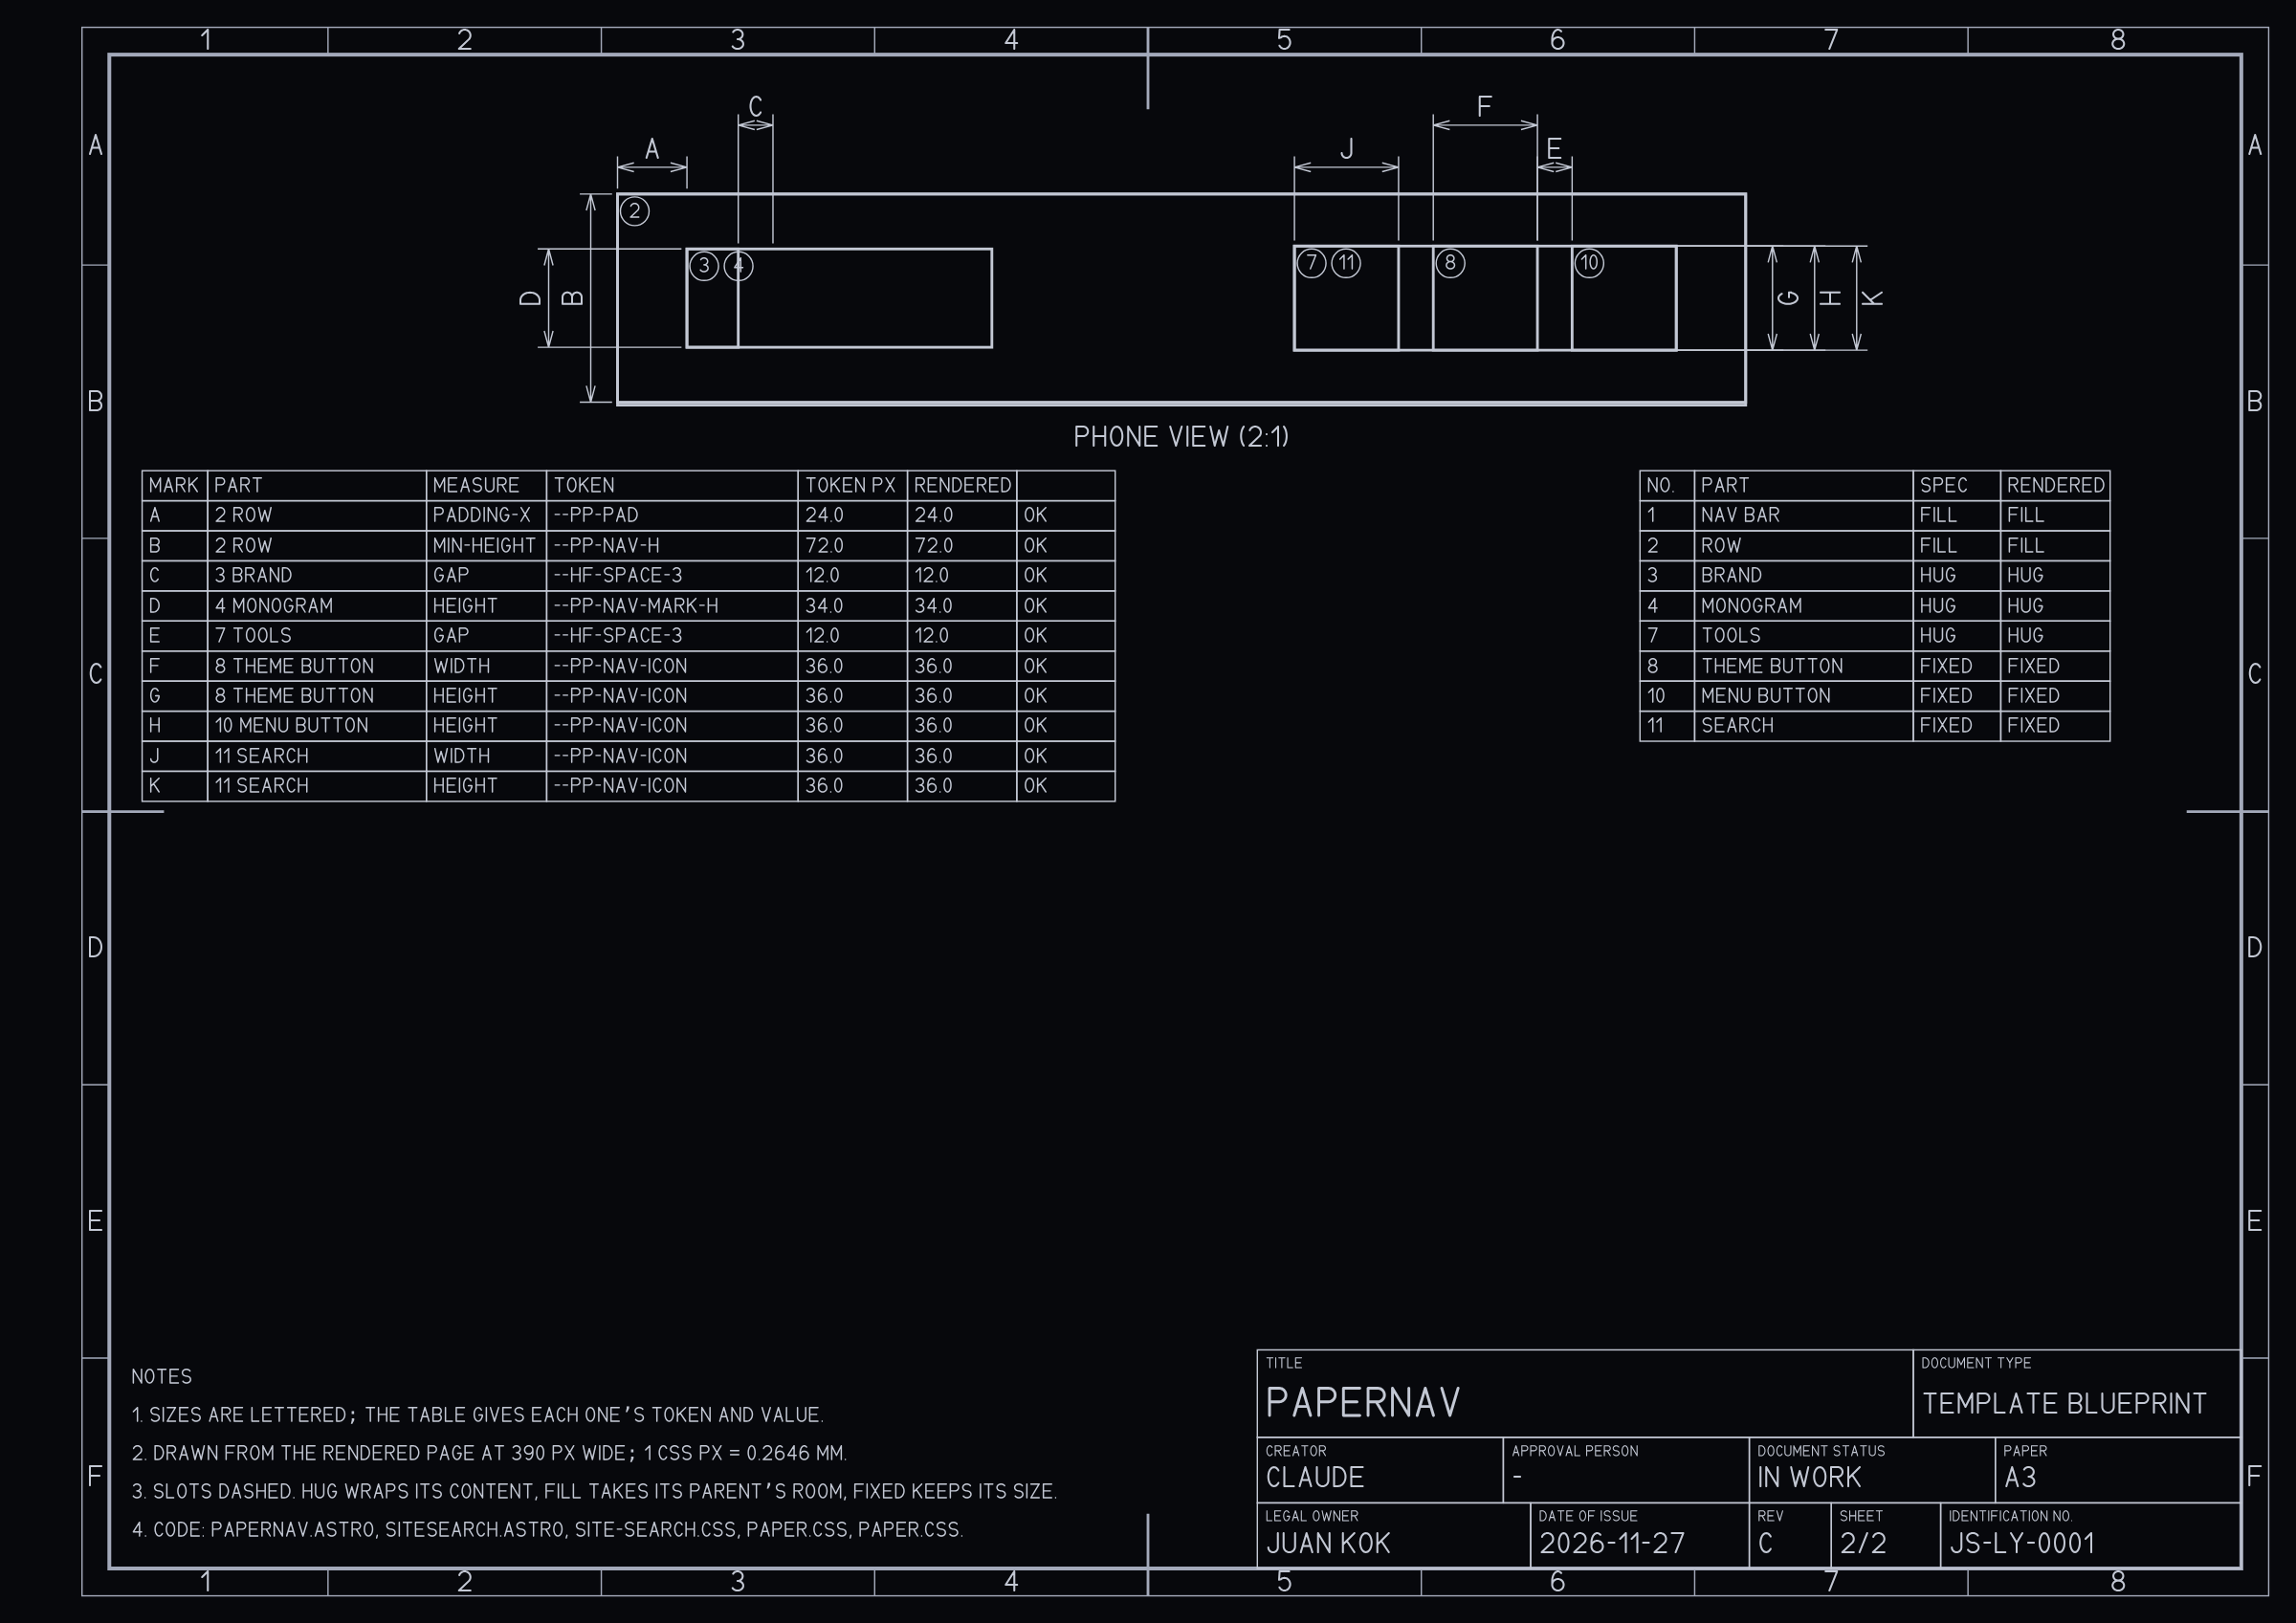 1 2 3 4 5 6 7 8
A A
B B
C C
D D
E E
F F
C F
A J E
2
3 4 7 11 8 10
D B G H K
PHONE VIEW (2:1)
MARK PART MEASURE TOKEN TOKEN PX RENDERED
A 2 ROW PADDING-X --PP-PAD 24.0 24.0 OK
B 2 ROW MIN-HEIGHT --PP-NAV-H 72.0 72.0 OK
C 3 BRAND GAP --HF-SPACE-3 12.0 12.0 OK
D 4 MONOGRAM HEIGHT --PP-NAV-MARK-H 34.0 34.0 OK
E 7 TOOLS GAP --HF-SPACE-3 12.0 12.0 OK
F 8 THEME BUTTON WIDTH --PP-NAV-ICON 36.0 36.0 OK
G 8 THEME BUTTON HEIGHT --PP-NAV-ICON 36.0 36.0 OK
H 10 MENU BUTTON HEIGHT --PP-NAV-ICON 36.0 36.0 OK
J 11 SEARCH WIDTH --PP-NAV-ICON 36.0 36.0 OK
K 11 SEARCH HEIGHT --PP-NAV-ICON 36.0 36.0 OK
NO. PART SPEC RENDERED
1 NAV BAR FILL FILL
2 ROW FILL FILL
3 BRAND HUG HUG
4 MONOGRAM HUG HUG
7 TOOLS HUG HUG
8 THEME BUTTON FIXED FIXED
10 MENU BUTTON FIXED FIXED
11 SEARCH FIXED FIXED
NOTES
1. SIZES ARE LETTERED; THE TABLE GIVES EACH ONE'S TOKEN AND VALUE.
2. DRAWN FROM THE RENDERED PAGE AT 390 PX WIDE; 1 CSS PX = 0.2646 MM.
3. SLOTS DASHED. HUG WRAPS ITS CONTENT, FILL TAKES ITS PARENT'S ROOM, FIXED KEEPS ITS SIZE.
4. CODE: PAPERNAV.ASTRO, SITESEARCH.ASTRO, SITE-SEARCH.CSS, PAPER.CSS, PAPER.CSS.
TITLE DOCUMENT TYPE
PAPERNAV TEMPLATE BLUEPRINT
CREATOR APPROVAL PERSON DOCUMENT STATUS PAPER
CLAUDE - IN WORK A3
LEGAL OWNER DATE OF ISSUE REV SHEET IDENTIFICATION NO.
JUAN KOK 2026-11-27 C 2/2 JS-LY-0001
1 2 3 4 5 6 7 8